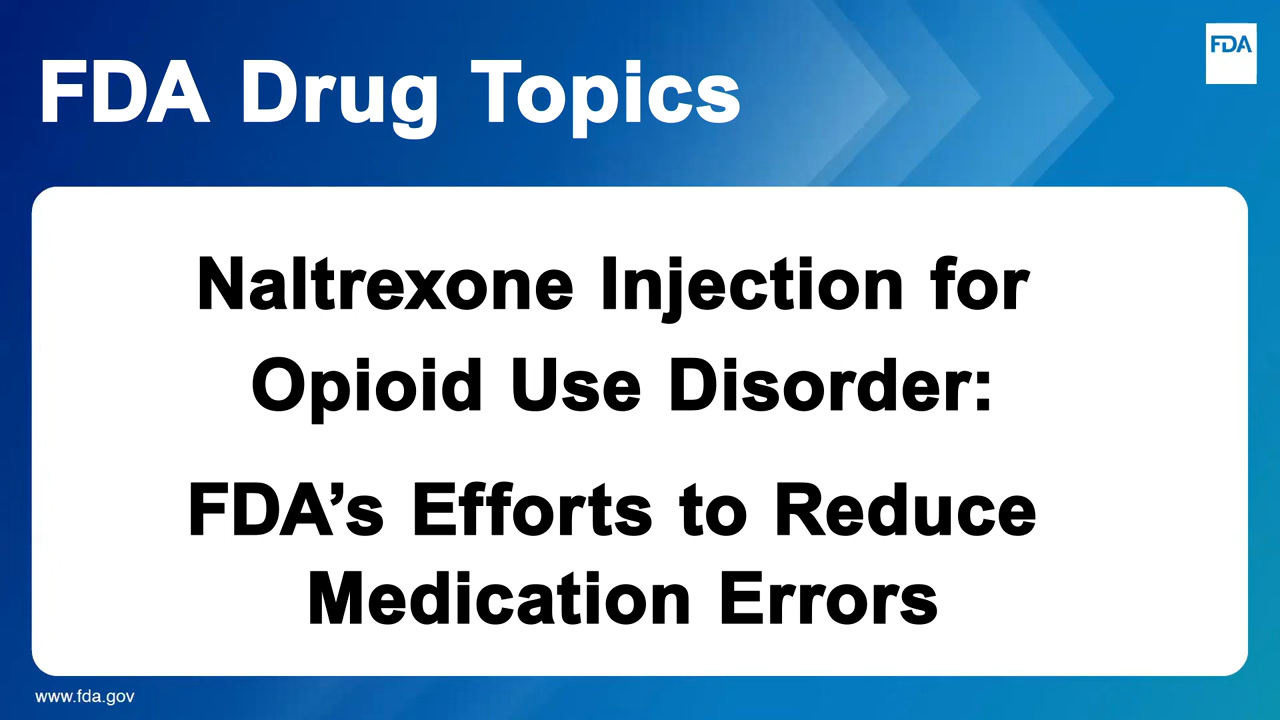 FDA Drug Topics
FDA
Naltrexone Injection for
Opioid Use Disorder:
FDA’s Efforts to Reduce
Medication Errors
www.fda.gov